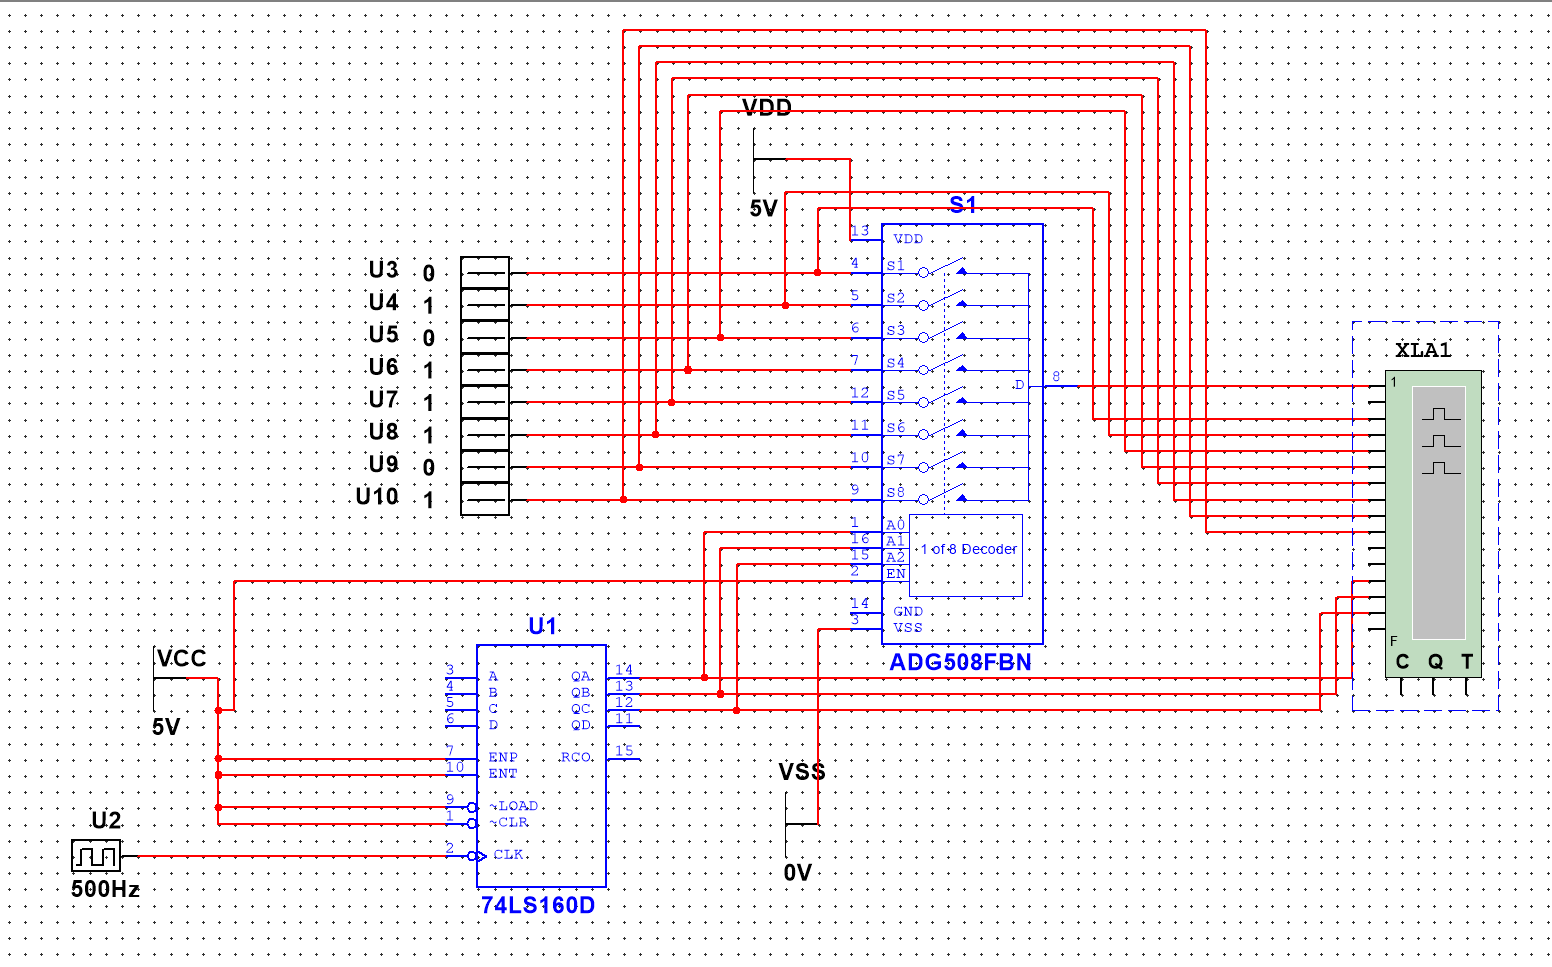 VDD
5V
S1
13 VDD
U3 0
4 S1
U4 1
5 S2
U5 0
6 S3
U6 1
7 S4
U7 1
12 S5
U8 1
11 S6
U9 0
10 S7
U10 1
9 S8
D 8
1 A0
16 A1
15 A2
2 EN
1 of 8 Decoder
14 GND
3 VSS
ADG508FBN
XLA1
1
F
C Q T
U1
3 A QA 14
4 B QB 13
5 C QC 12
6 D QD 11
7 ENP RCO 15
10 ENT
9 ~LOAD
1 ~CLR
2 CLK
74LS160D
VCC
5V
U2
500Hz
VSS
0V